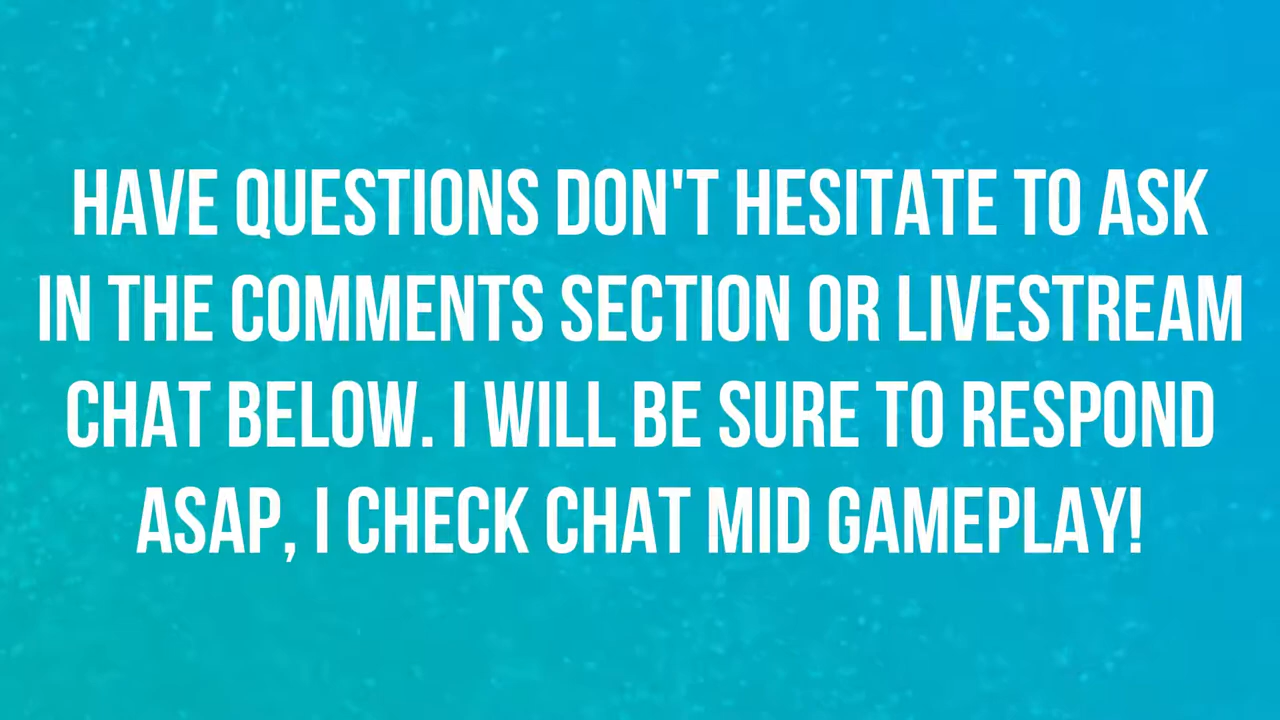 HAVE QUESTIONS DON'T HESITATE TO ASK
IN THE COMMENTS SECTION OR LIVESTREAM
CHAT BELOW. I WILL BE SURE TO RESPOND
ASAP, I CHECK CHAT MID GAMEPLAY!